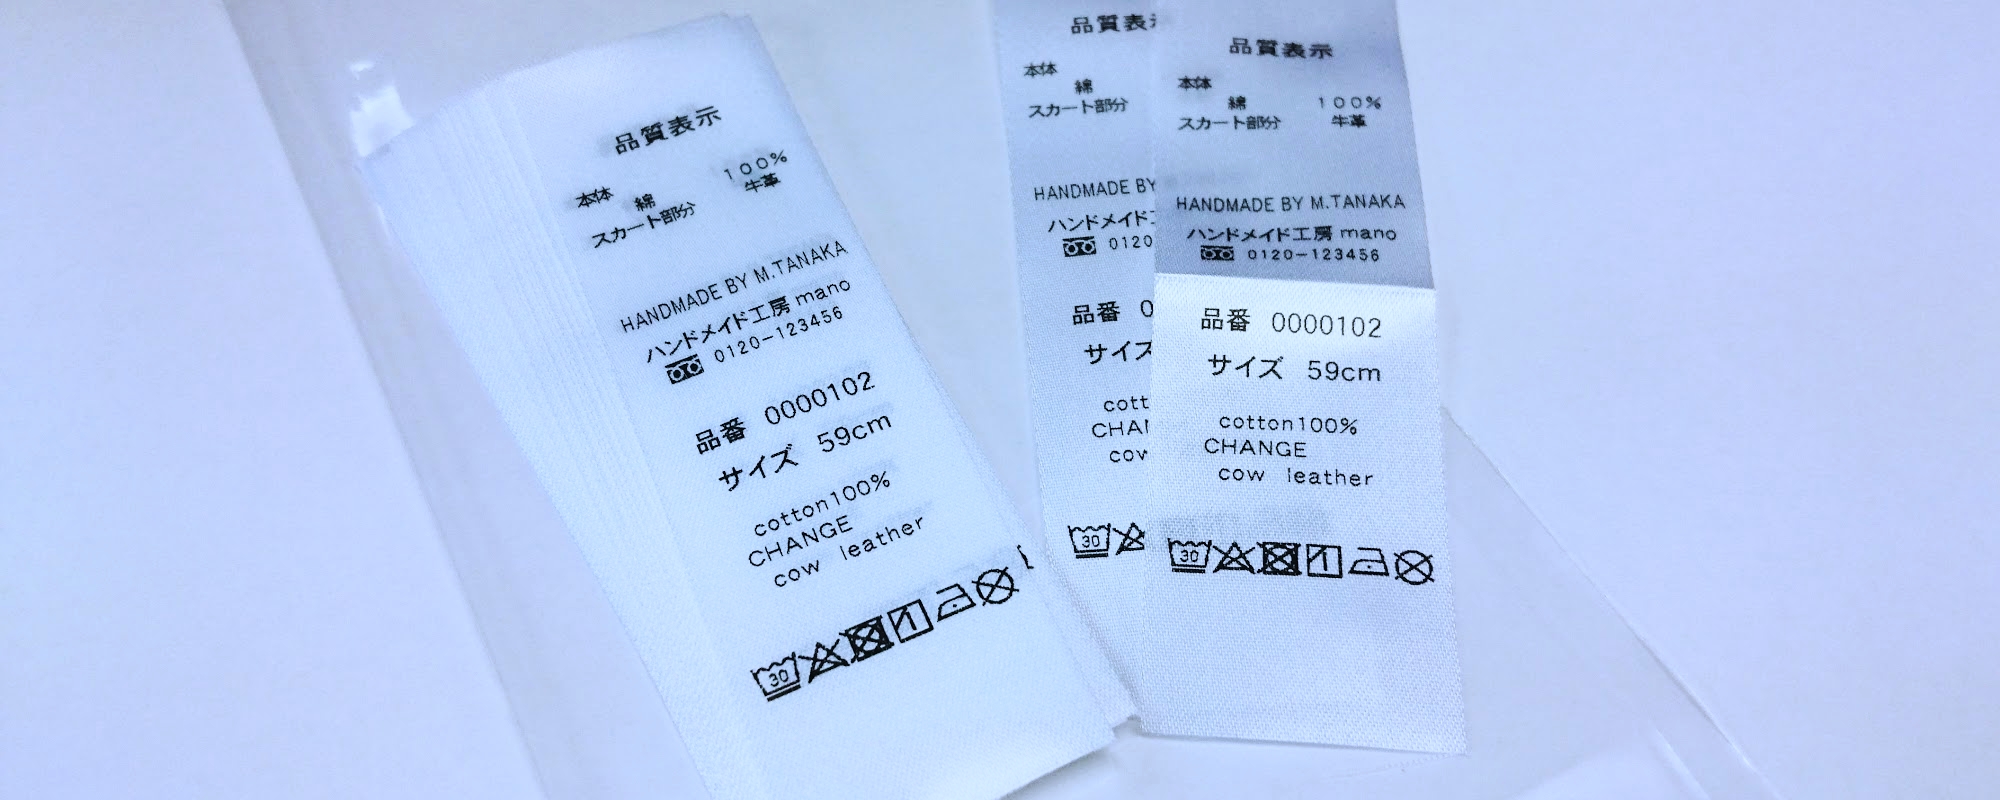 品質表示
本体
綿 100%
スカート部分 牛革
HANDMADE BY M.TANAKA
ハンドメイド工房 mano
0120-123456
品番 0000102
サイズ 59cm
cotton100%
CHANGE
cow leather
30
品質表
本体
綿
スカート部分
HANDMADE BY
ハンドメイド
0120
品番 0
サイズ
cott
CHA
cow
30
品質表示
本体
綿 100%
スカート部分 牛革
HANDMADE BY M.TANAKA
ハンドメイド工房 mano
0120-123456
品番 0000102
サイズ 59cm
cotton100%
CHANGE
cow leather
30